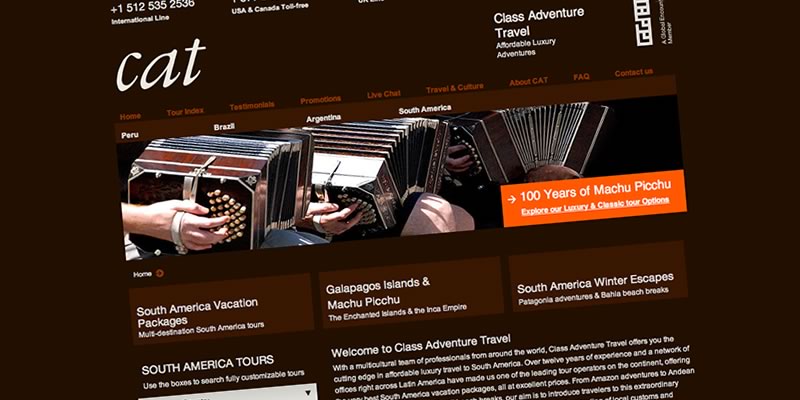 +1 512 535 2536
International Line
USA & Canada Toll-free
Class Adventure
Travel
Affordable Luxury
Adventures
A Global Encounters
Member
cat
Home Tour Index Testimonials Promotions Live Chat Travel & Culture About CAT FAQ Contact us
Peru Brazil Argentina South America
→ 100 Years of Machu Picchu
Explore our Luxury & Classic tour Options
Home
South America Vacation
Packages
Multi-destination South America tours
Galapagos Islands &
Machu Picchu
The Enchanted Islands & the Inca Empire
South America Winter Escapes
Patagonia adventures & Bahia beach breaks
SOUTH AMERICA TOURS
Use the boxes to search fully customizable tours
Welcome to Class Adventure Travel
With a multicultural team of professionals from around the world, Class Adventure Travel offers you the
cutting edge in affordable luxury travel to South America. Over twelve years of experience and a network of
offices right across Latin America have made us one of the leading tour operators on the continent, offering
the very best South America vacation packages, all at excellent prices. From Amazon adventures to Andean
our aim is to introduce travelers to this extraordinary
of local customs and